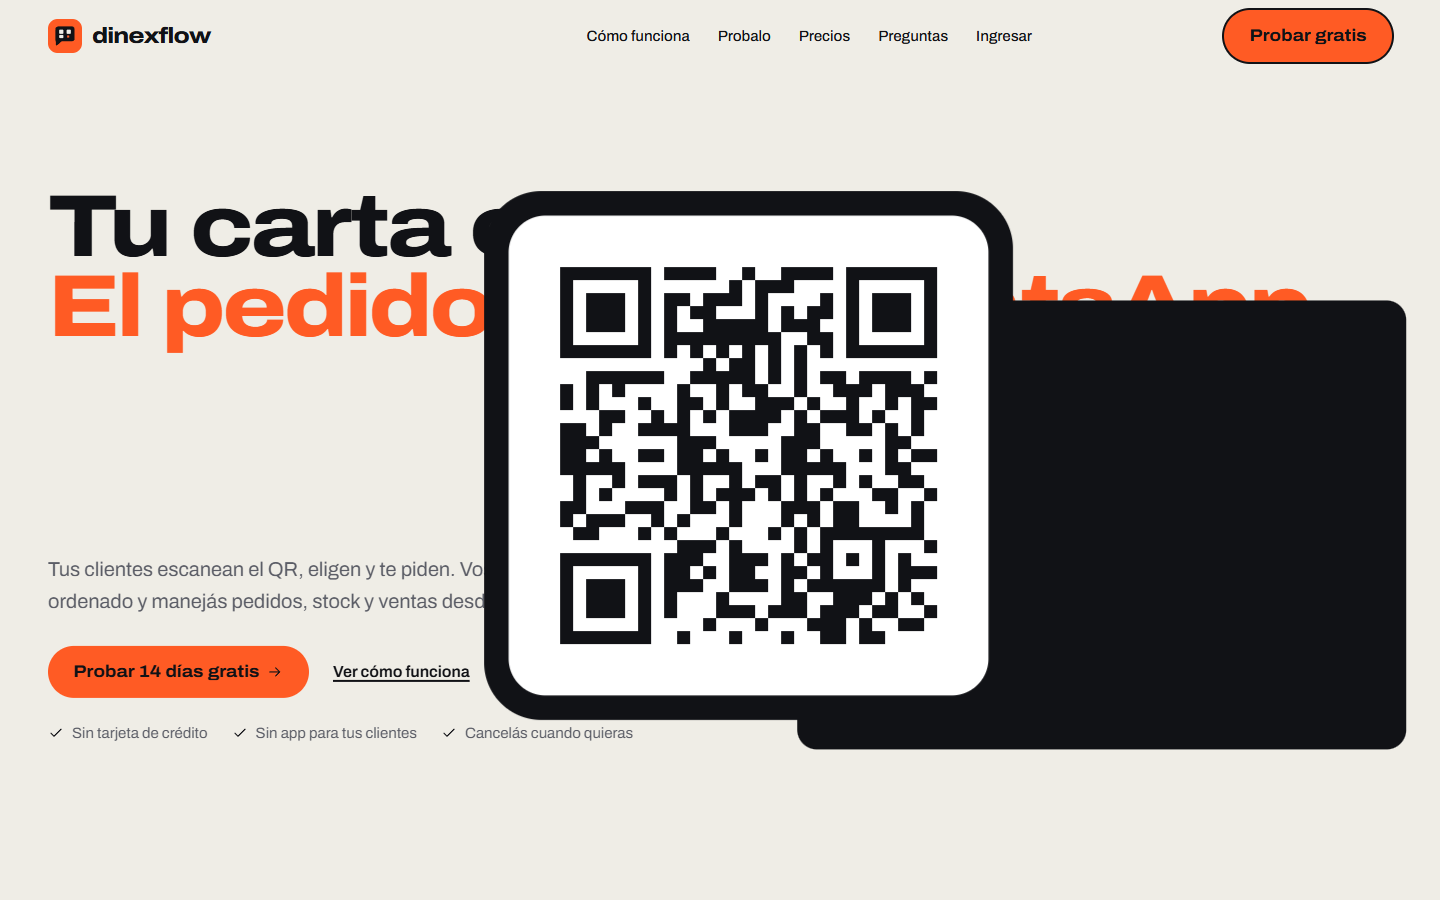 dinexflow
Cómo funciona
Probalo
Precios
Preguntas
Ingresar
Probar gratis
Tu carta
El pedido
Tus clientes escanean el QR, eligen y te piden.
ordenado y manejás pedidos, stock y ventas
Probar 14 días gratis →
Ver cómo funciona
Sin tarjeta de crédito
Sin app para tus clientes
Cancelás cuando quieras